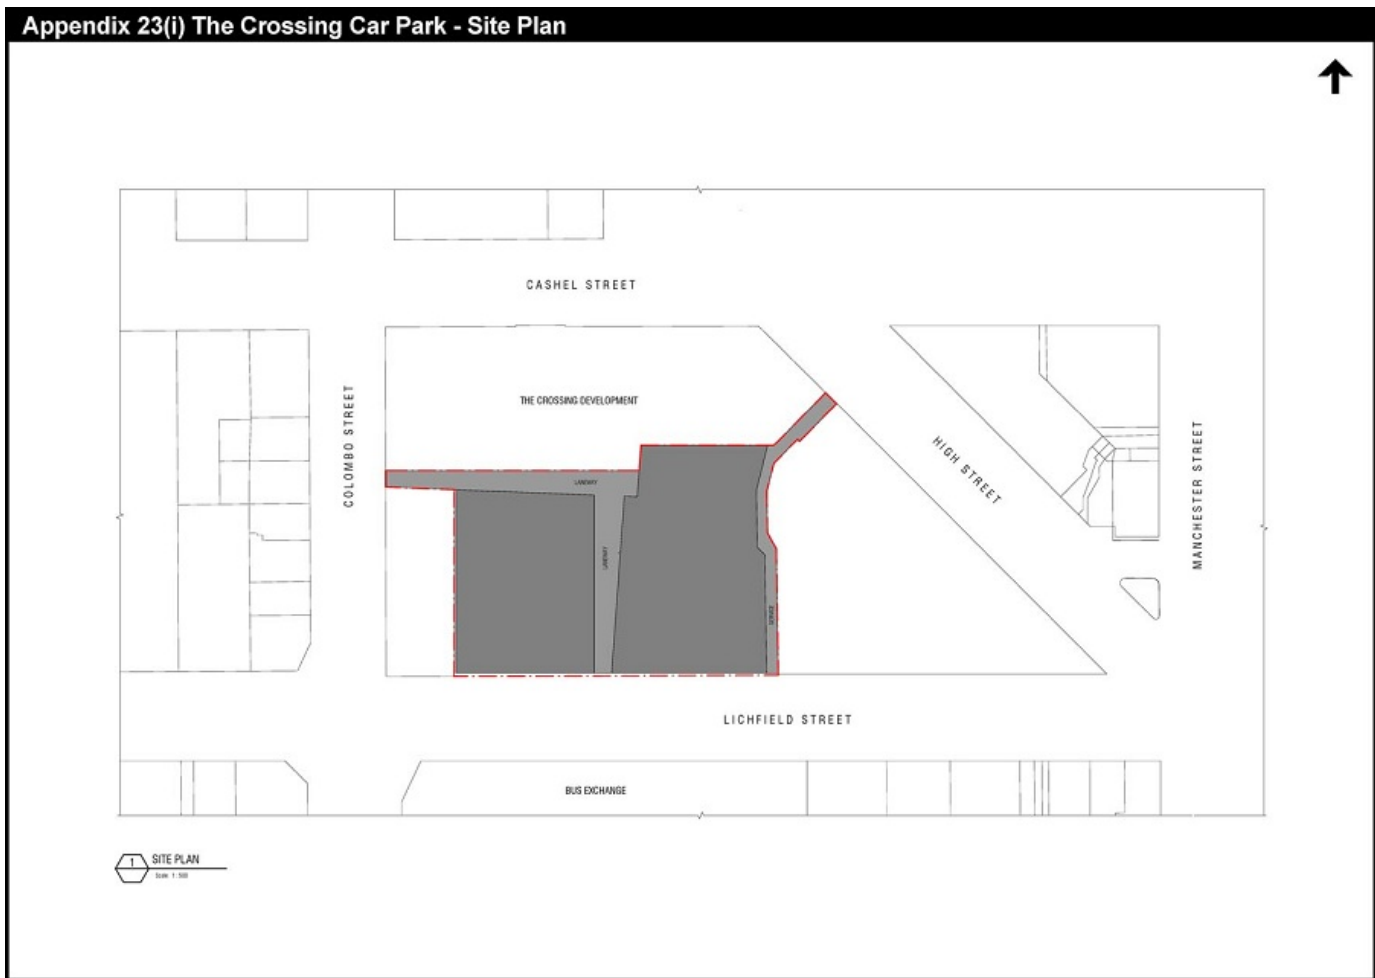 Appendix 23(i) The Crossing Car Park - Site Plan
CASHEL STREET
THE CROSSING DEVELOPMENT
COLOMBO STREET
HIGH STREET
MANCHESTER STREET
LANEWAY
LANEWAY
SERVICE
LICHFIELD STREET
BUS EXCHANGE
1
SITE PLAN
Scale: 1 : 500